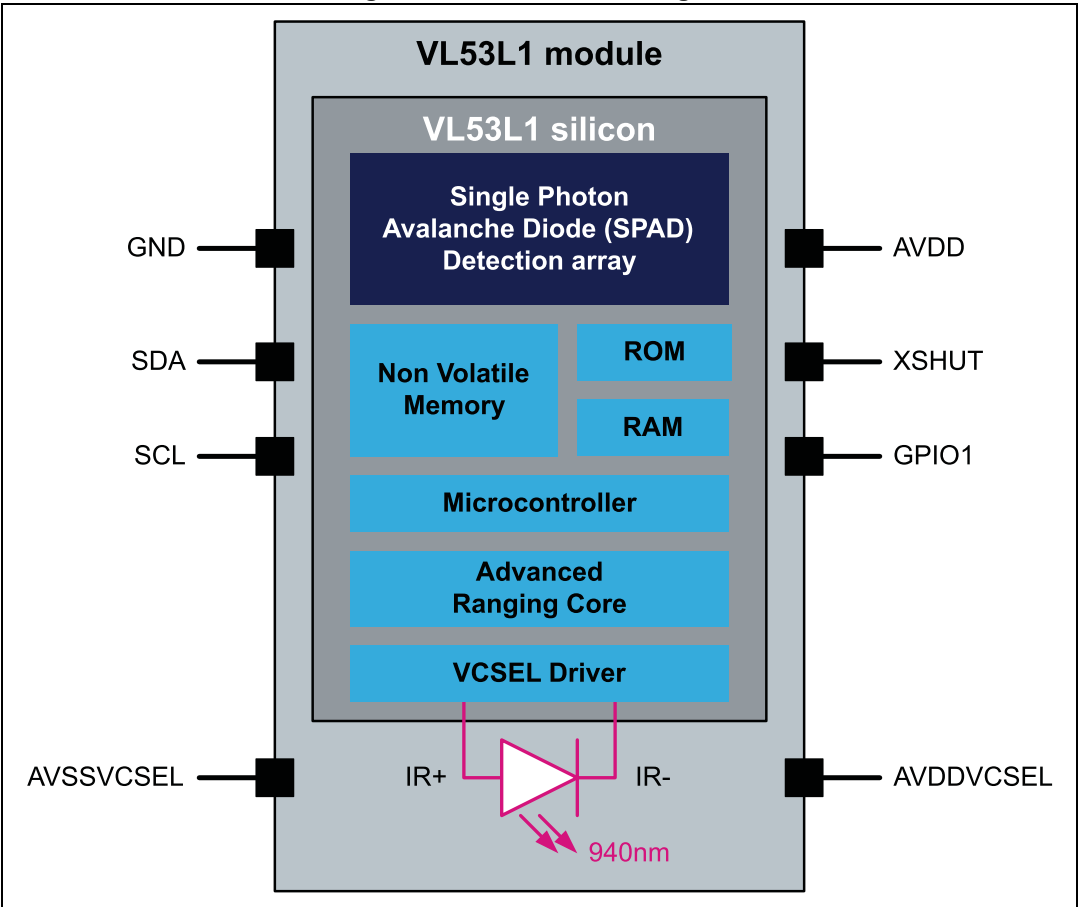 VL53L1 module
VL53L1 silicon
Single Photon
Avalanche Diode (SPAD)
Detection array
GND
AVDD
SDA
XSHUT
Non Volatile
Memory
ROM
RAM
SCL
GPIO1
Microcontroller
Advanced
Ranging Core
VCSEL Driver
AVSSVCSEL
IR+
IR-
AVDDVCSEL
940nm